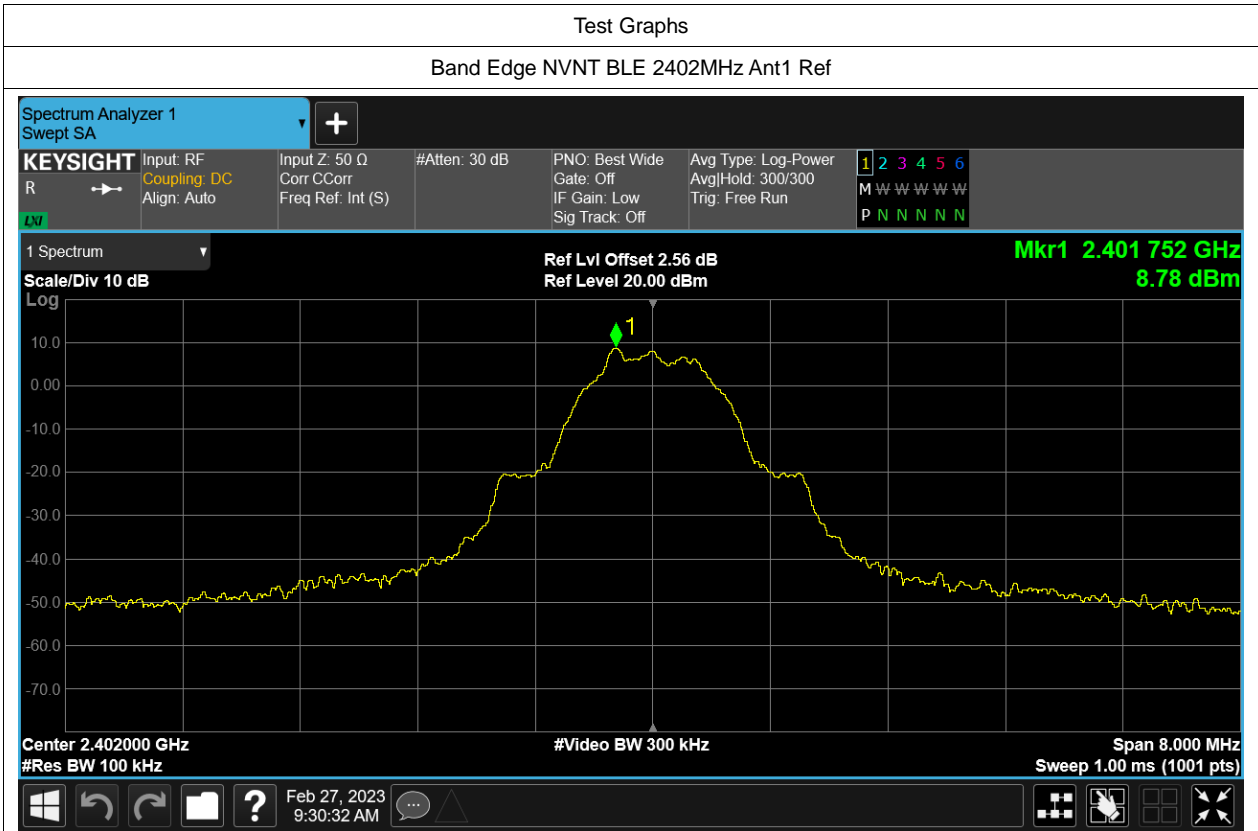 Test Graphs
Band Edge NVNT BLE 2402MHz Ant1 Ref
Spectrum Analyzer 1
Swept SA
KEYSIGHT
R
LXI
Input: RF
Coupling: DC
Align: Auto
Input Z: 50 Ω
Corr CCorr
Freq Ref: Int (S)
#Atten: 30 dB
PNO: Best Wide
Gate: Off
IF Gain: Low
Sig Track: Off
Avg Type: Log-Power
Avg|Hold: 300/300
Trig: Free Run
1 2 3 4 5 6
M W W W W W
P N N N N N
1 Spectrum
Scale/Div 10 dB
Ref Lvl Offset 2.56 dB
Ref Level 20.00 dBm
Mkr1 2.401 752 GHz
8.78 dBm
Log
1
10.0
0.00
-10.0
-20.0
-30.0
-40.0
-50.0
-60.0
-70.0
Center 2.402000 GHz
#Video BW 300 kHz
Span 8.000 MHz
#Res BW 100 kHz
Sweep 1.00 ms (1001 pts)
?
Feb 27, 2023
9:30:32 AM